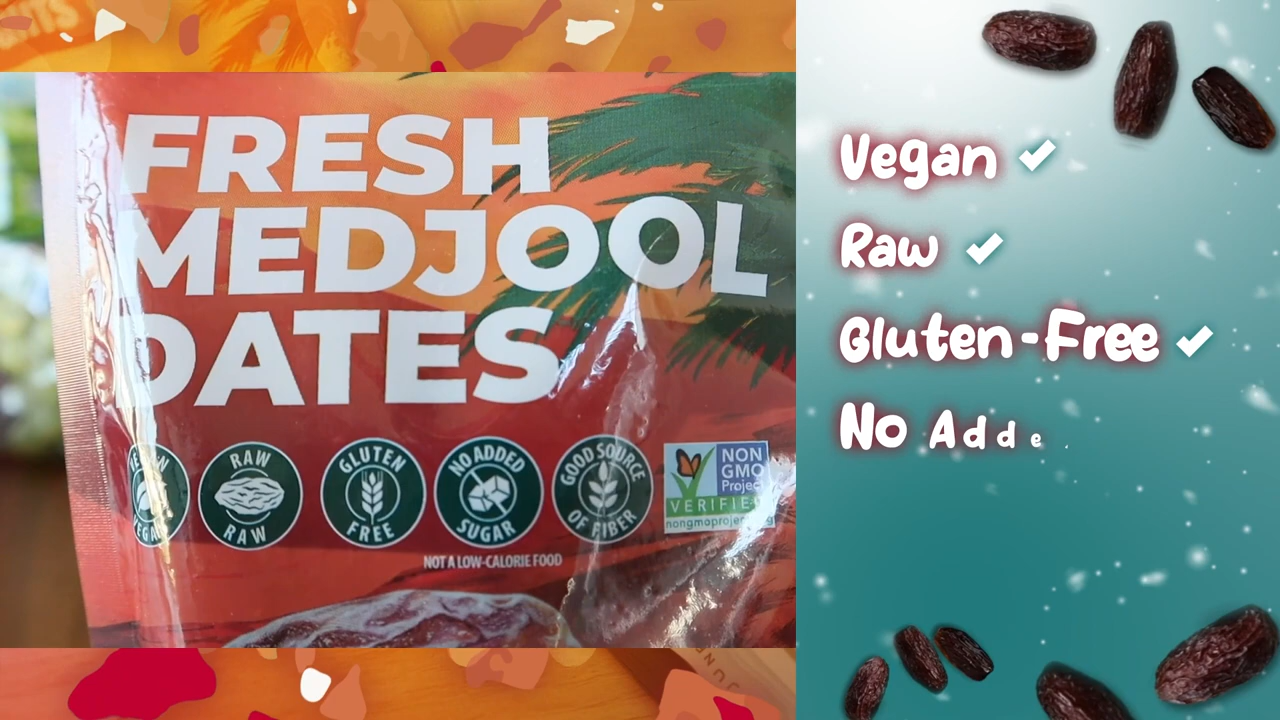 FRESH
MEDJOOL
DATES
VEGAN
RAW
RAW
GLUTEN
FREE
NO ADDED
SUGAR
GOOD SOURCE
OF FIBER
NON
GMO
Project
VERIFIED
nongmoproject.org
NOT A LOW-CALORIE FOOD
Vegan ✔
Raw ✔
Gluten-Free ✔
No Adde